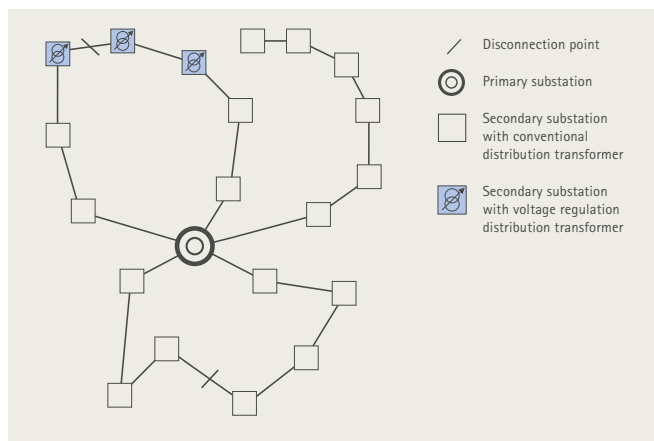 Disconnection point
Primary substation
Secondary substation
with conventional
distribution transformer
Secondary substation
with voltage regulation
distribution transformer